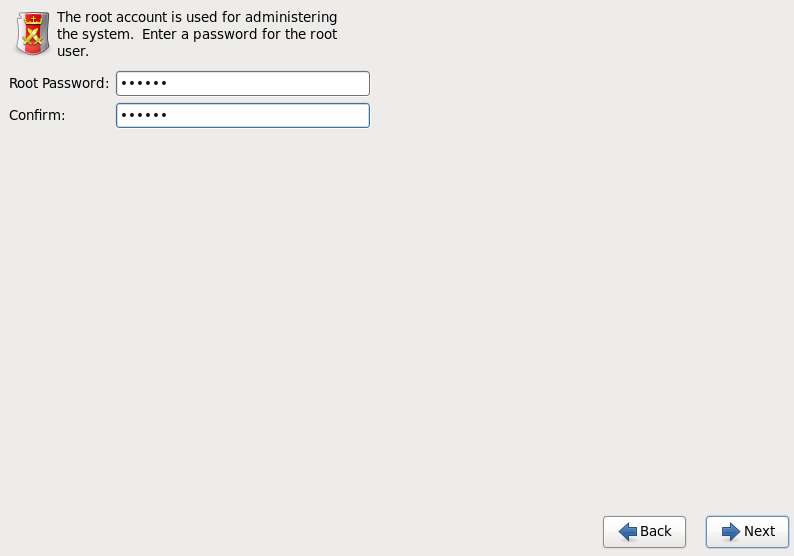 The root account is used for administering
the system.  Enter a password for the root
user.
Root Password: ••••••
Confirm: ••••••
Back Next